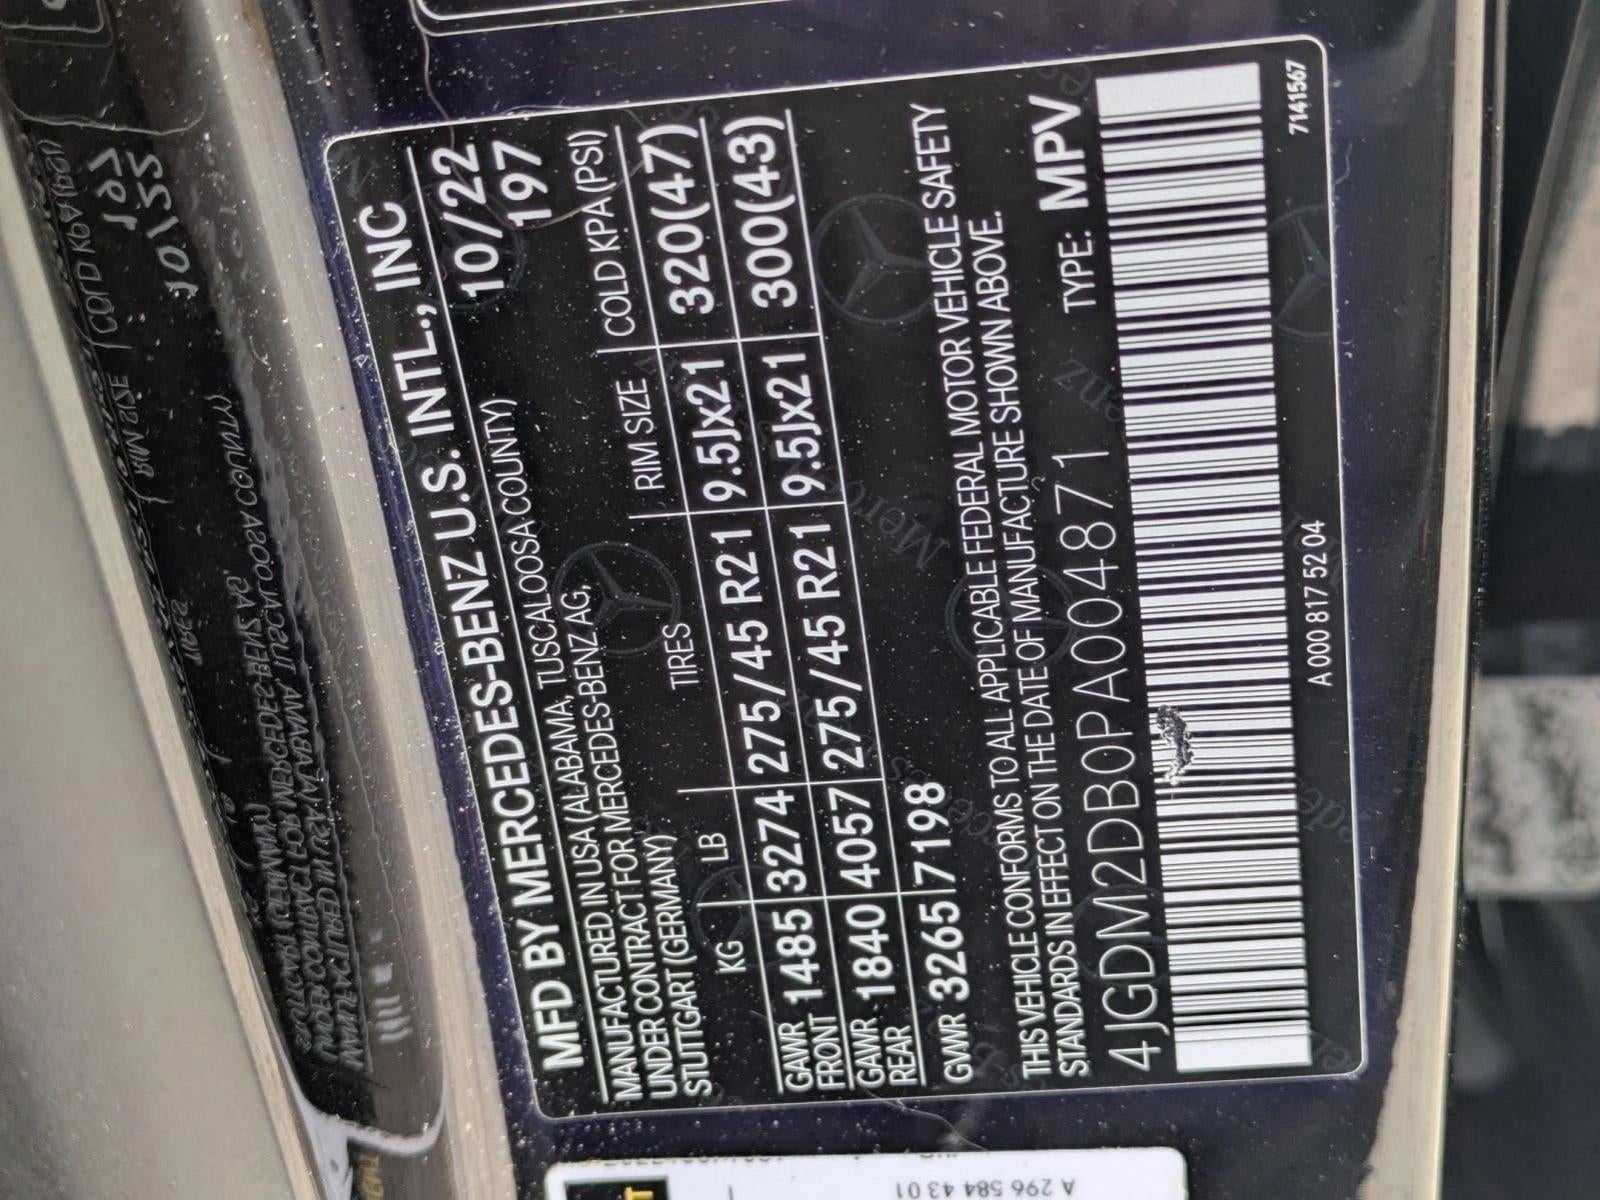 MFD BY MERCEDES-BENZ U.S. INTL., INC
MANUFACTURED IN USA (ALABAMA, TUSCALOOSA COUNTY) 10/22
UNDER CONTRACT FOR MERCEDES-BENZ AG, 197
STUTTGART (GERMANY)
KG LB TIRES RIM SIZE COLD KPA (PSI)
GAWR FRONT 1485 3274 275/45 R21 9.5Jx21 320(47)
GAWR REAR 1840 4057 275/45 R21 9.5Jx21 300(43)
GVWR 3265 7198
THIS VEHICLE CONFORMS TO ALL APPLICABLE FEDERAL MOTOR VEHICLE SAFETY
STANDARDS IN EFFECT ON THE DATE OF MANUFACTURE SHOWN ABOVE.
4JGDM2DB0PA004871 TYPE: MPV
A 000 817 52 04
7141567
A 296 584 43 01